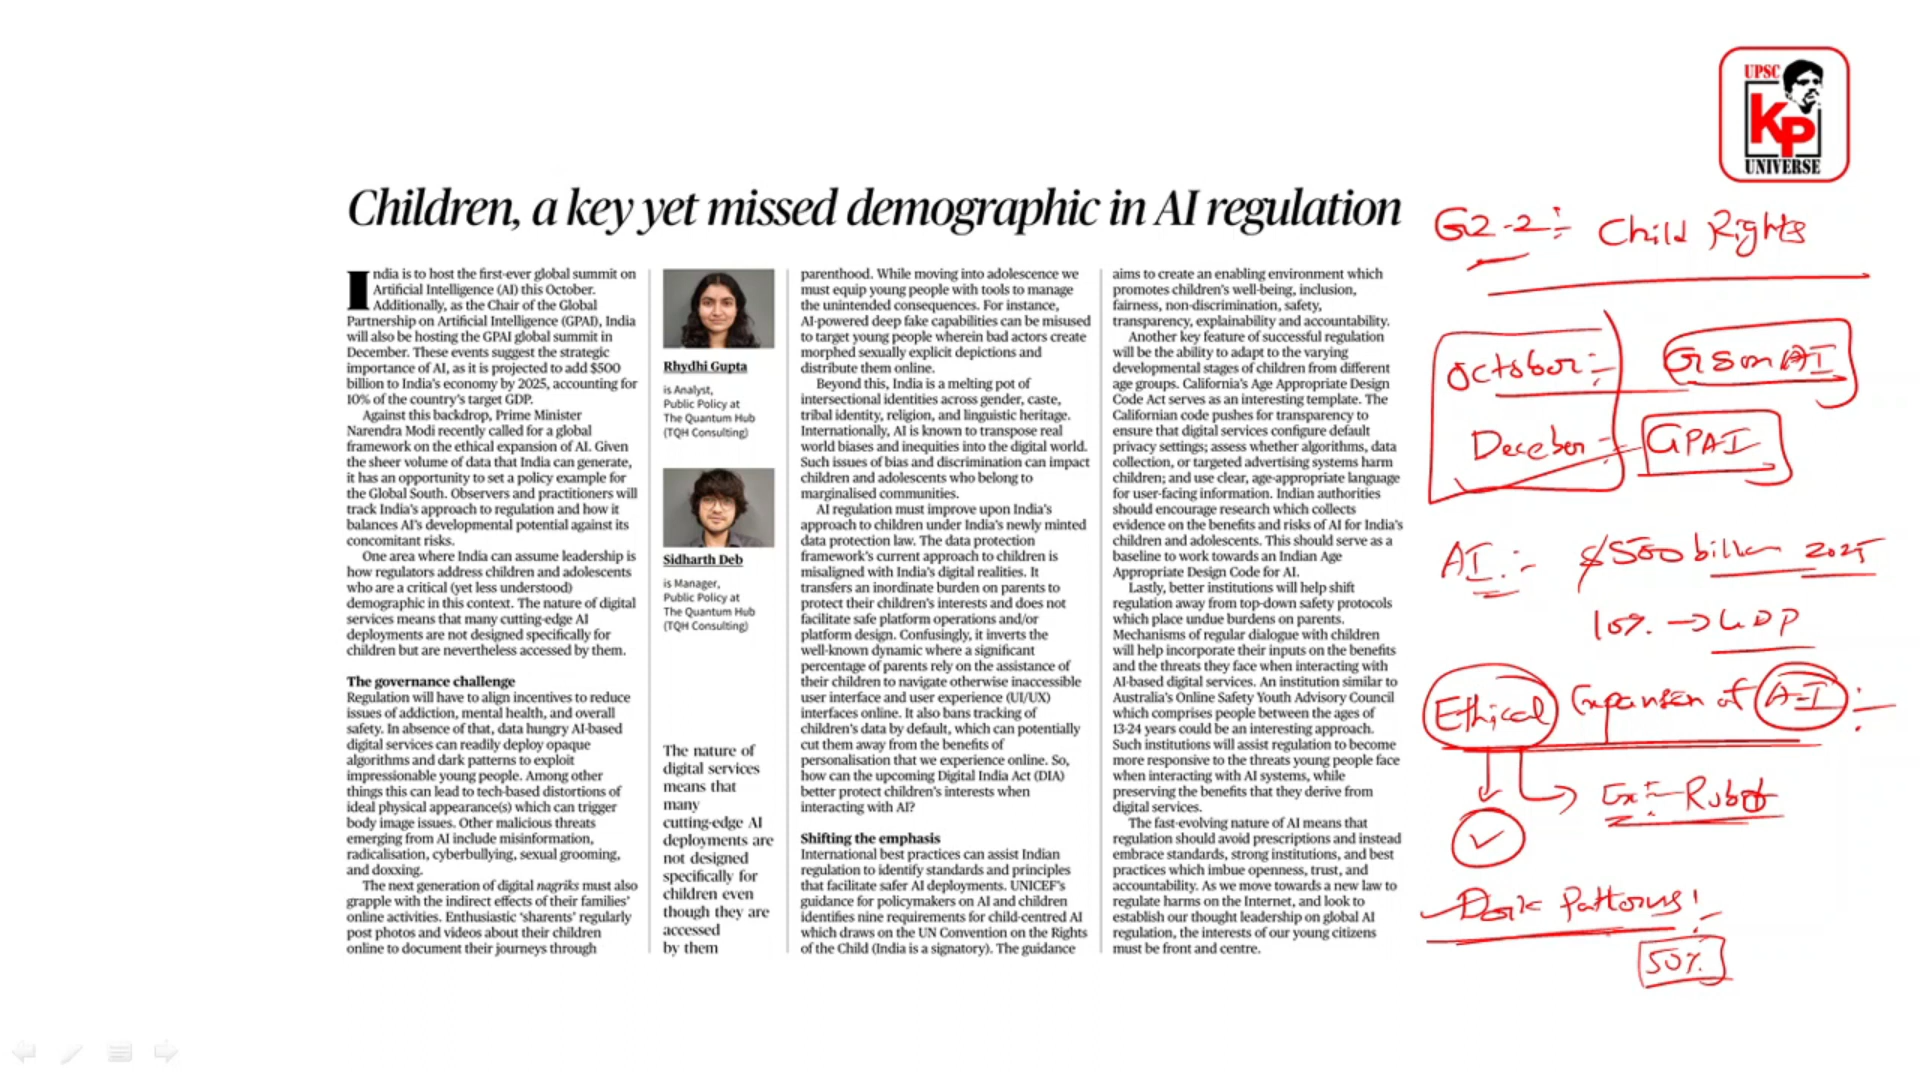 UPSC
KP
UNIVERSE
Children, a key yet missed demographic in AI regulation
India is to host the first-ever global summit on
Artificial Intelligence (AI) this October.
Additionally, as the Chair of the Global
Partnership on Artificial Intelligence (GPAI), India
will also be hosting the GPAI global summit in
December. These events suggest the strategic
importance of AI, as it is projected to add $500
billion to India's economy by 2025, accounting for
10% of the country's target GDP.
Against this backdrop, Prime Minister
Narendra Modi recently called for a global
framework on the ethical expansion of AI. Given
the sheer volume of data that India can generate,
it has an opportunity to set a policy example for
the Global South. Observers and practitioners will
track India's approach to regulation and how it
balances AI's developmental potential against its
concomitant risks.
One area where India can assume leadership is
how regulators address children and adolescents
who are a critical (yet less understood)
demographic in this context. The nature of digital
services means that many cutting-edge AI
deployments are not designed specifically for
children but are nevertheless accessed by them.
The governance challenge
Regulation will have to align incentives to reduce
issues of addiction, mental health, and overall
safety. In absence of that, data hungry AI-based
digital services can readily deploy opaque
algorithms and dark patterns to exploit
impressionable young people. Among other
things this can lead to tech-based distortions of
ideal physical appearance(s) which can trigger
body image issues. Other malicious threats
emerging from AI include misinformation,
radicalisation, cyberbullying, sexual grooming,
and doxxing.
The next generation of digital nagriks must also
grapple with the indirect effects of their families'
online activities. Enthusiastic 'sharents' regularly
post photos and videos about their children
online to document their journeys through
Rhydhi Gupta
is Analyst,
Public Policy at
The Quantum Hub
(TQH Consulting)
Sidharth Deb
is Manager,
Public Policy at
The Quantum Hub
(TQH Consulting)
The nature of
digital services
means that
many
cutting-edge AI
deployments are
not designed
specifically for
children even
though they are
accessed
by them
parenthood. While moving into adolescence we
must equip young people with tools to manage
the unintended consequences. For instance,
AI-powered deep fake capabilities can be misused
to target young people wherein bad actors create
morphed sexually explicit depictions and
distribute them online.
Beyond this, India is a melting pot of
intersectional identities across gender, caste,
tribal identity, religion, and linguistic heritage.
Internationally, AI is known to transpose real
world biases and inequities into the digital world.
Such issues of bias and discrimination can impact
children and adolescents who belong to
marginalised communities.
AI regulation must improve upon India's
approach to children under India's newly minted
data protection law. The data protection
framework's current approach to children is
misaligned with India's digital realities. It
transfers an inordinate burden on parents to
protect their children's interests and does not
facilitate safe platform operations and/or
platform design. Confusingly, it inverts the
well-known dynamic where a significant
percentage of parents rely on the assistance of
their children to navigate otherwise inaccessible
user interface and user experience (UI/UX)
interfaces online. It also bans tracking of
children's data by default, which can potentially
cut them away from the benefits of
personalisation that we experience online. So,
how can the upcoming Digital India Act (DIA)
better protect children's interests when
interacting with AI?
Shifting the emphasis
International best practices can assist Indian
regulation to identify standards and principles
that facilitate safer AI deployments. UNICEF's
guidance for policymakers on AI and children
identifies nine requirements for child-centred AI
which draws on the UN Convention on the Rights
of the Child (India is a signatory). The guidance
aims to create an enabling environment which
promotes children's well-being, inclusion,
fairness, non-discrimination, safety,
transparency, explainability and accountability.
Another key feature of successful regulation
will be the ability to adapt to the varying
developmental stages of children from different
age groups. California's Age Appropriate Design
Code Act serves as an interesting template. The
Californian code pushes for transparency to
ensure that digital services configure default
privacy settings; assess whether algorithms, data
collection, or targeted advertising systems harm
children; and use clear, age-appropriate language
for user-facing information. Indian authorities
should encourage research which collects
evidence on the benefits and risks of AI for India's
children and adolescents. This should serve as a
baseline to work towards an Indian Age
Appropriate Design Code for AI.
Lastly, better institutions will help shift
regulation away from top-down safety protocols
which place undue burdens on parents.
Mechanisms of regular dialogue with children
will help incorporate their inputs on the benefits
and the threats they face when interacting with
AI-based digital services. An institution similar to
Australia's Online Safety Youth Advisory Council
which comprises people between the ages of
13-24 years could be an interesting approach.
Such institutions will assist regulation to become
more responsive to the threats young people face
when interacting with AI systems, while
preserving the benefits that they derive from
digital services.
The fast-evolving nature of AI means that
regulation should avoid prescriptions and instead
embrace standards, strong institutions, and best
practices which imbue openness, trust, and
accountability. As we move towards a new law to
regulate harms on the Internet, and look to
establish our thought leadership on global AI
regulation, the interests of our young citizens
must be front and centre.
Child Rights
October:-
December:- GPAI
AI:- $500 billion 2025
10% → GDP
Ethical Expansion of A-I:-
Ex:- Robot
Dark Patterns:-
50%